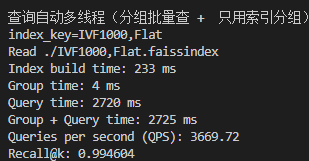 查询自动多线程（分组批量查 + 只用索引分组）
index_key=IVF1000,Flat
Read ./IVF1000,Flat.faissindex
Index build time: 233 ms
Group time: 4 ms
Query time: 2720 ms
Group + Query time: 2725 ms
Queries per second (QPS): 3669.72
Recall@k: 0.994604